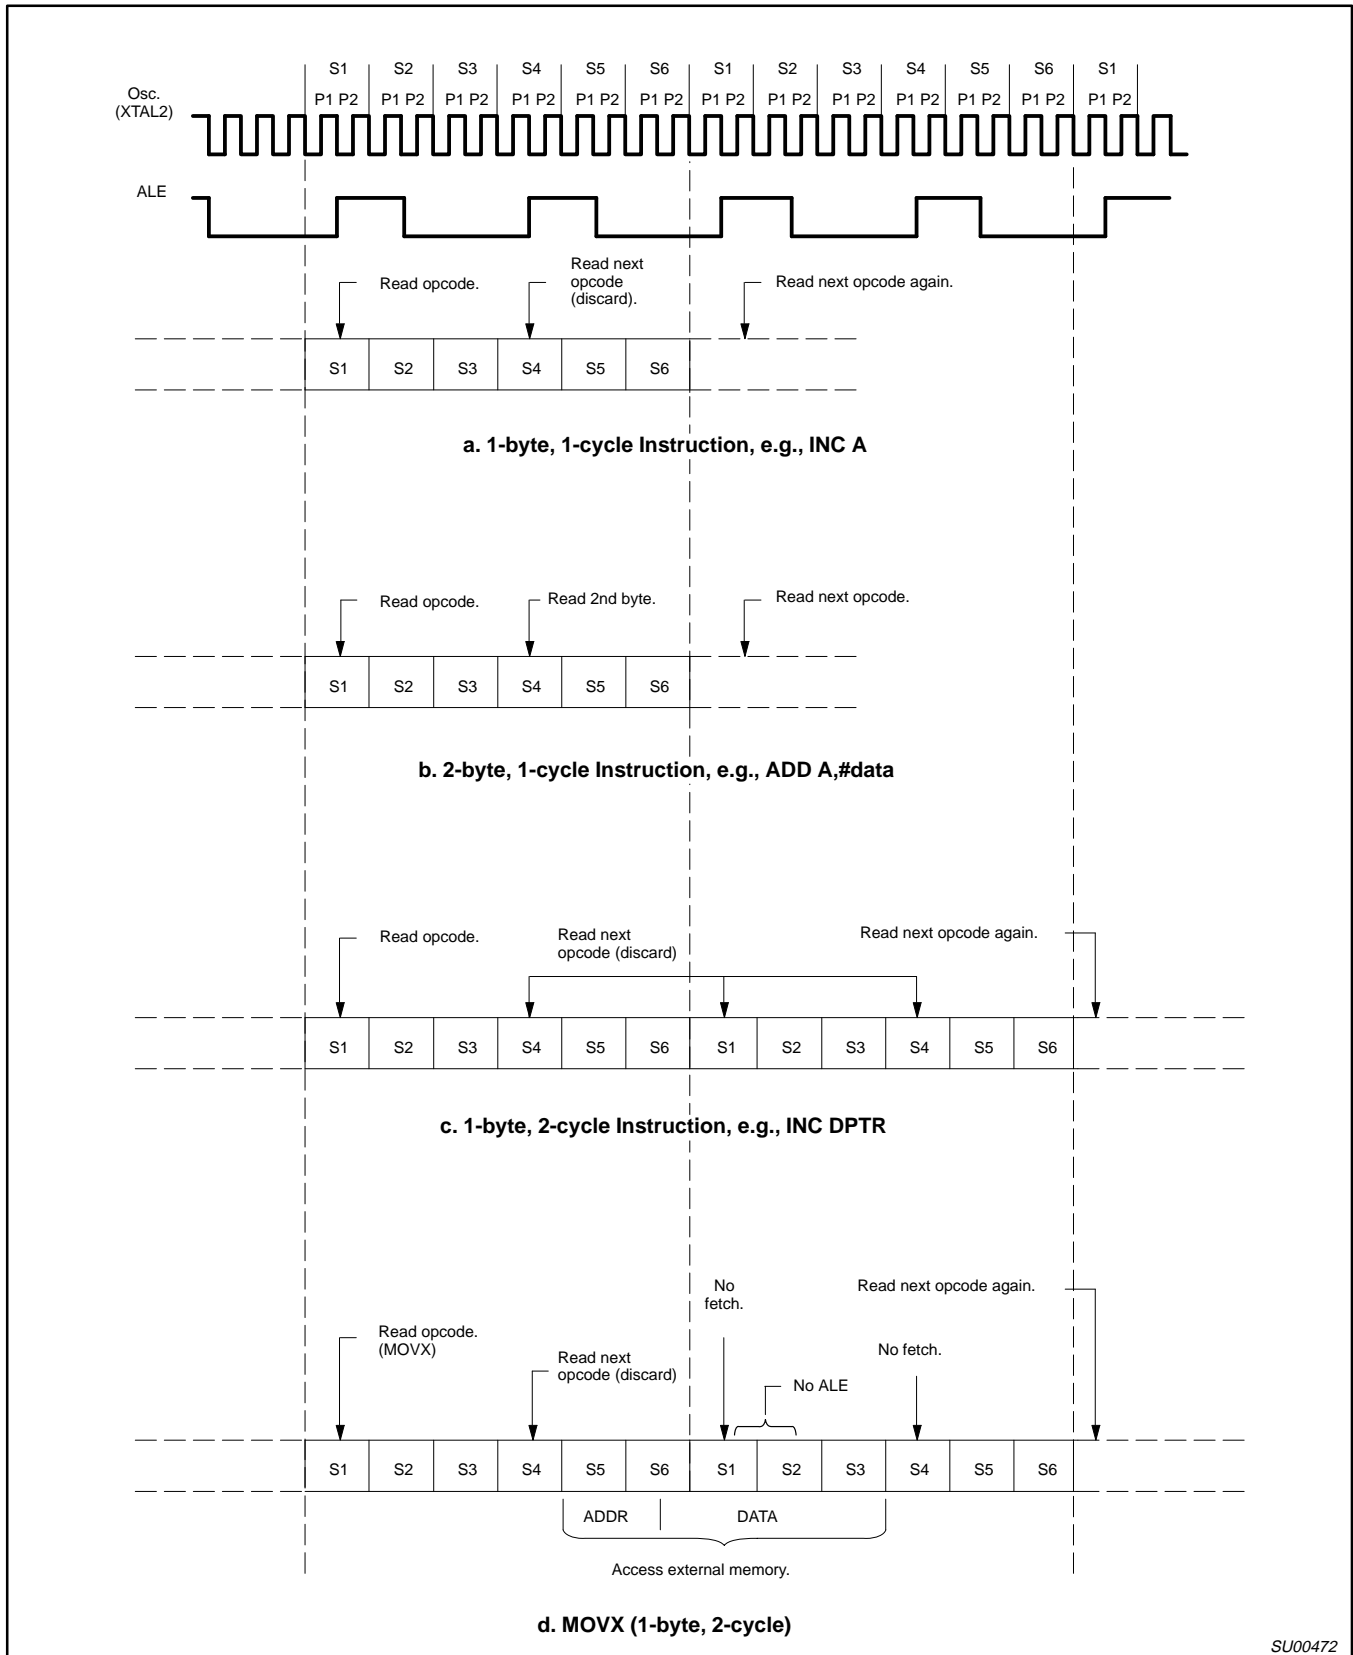 S1 S2 S3 S4 S5 S6 S1 S2 S3 S4 S5 S6 S1
Osc.
(XTAL2)
P1 P2 P1 P2 P1 P2 P1 P2 P1 P2 P1 P2 P1 P2 P1 P2 P1 P2 P1 P2 P1 P2 P1 P2 P1 P2
ALE
Read opcode.
Read next
opcode
(discard).
Read next opcode again.
S1 S2 S3 S4 S5 S6
a. 1-byte, 1-cycle Instruction, e.g., INC A
Read opcode.
Read 2nd byte.
Read next opcode.
S1 S2 S3 S4 S5 S6
b. 2-byte, 1-cycle Instruction, e.g., ADD A,#data
Read opcode.
Read next
opcode (discard)
Read next opcode again.
S1 S2 S3 S4 S5 S6 S1 S2 S3 S4 S5 S6
c. 1-byte, 2-cycle Instruction, e.g., INC DPTR
Read opcode.
(MOVX)
Read next
opcode (discard)
No
fetch.
No ALE
No fetch.
Read next opcode again.
S1 S2 S3 S4 S5 S6 S1 S2 S3 S4 S5 S6
ADDR DATA
Access external memory.
d. MOVX (1-byte, 2-cycle)
SU00472